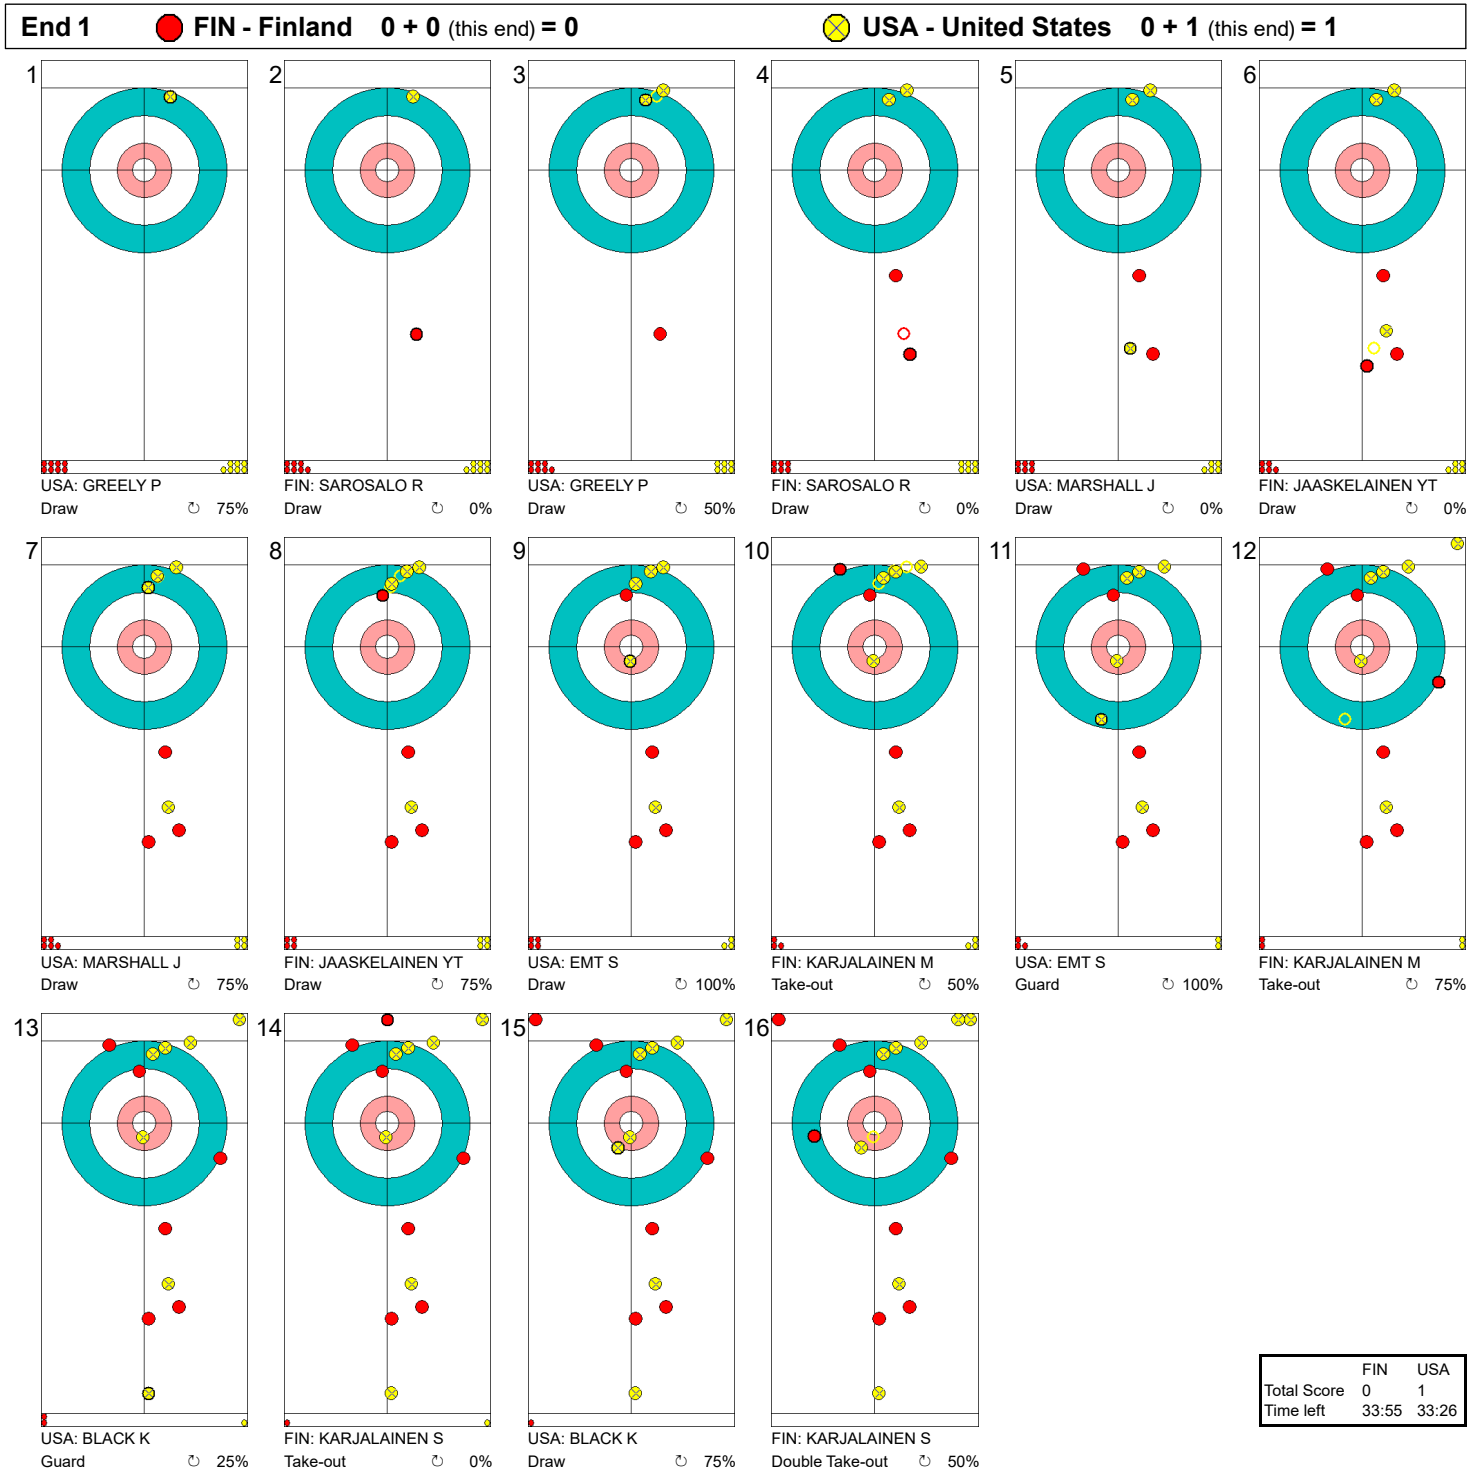 End 1 FIN - Finland 0 + 0 (this end) = 0 USA - United States 0 + 1 (this end) = 1
1 2 3 4 5 6
USA: GREELY P FIN: SAROSALO R USA: GREELY P FIN: SAROSALO R USA: MARSHALL J FIN: JAASKELAINEN YT
Draw ↻ 75% Draw ↻ 0% Draw ↻ 50% Draw ↻ 0% Draw ↻ 0% Draw ↻ 0%
7 8 9 10 11 12
USA: MARSHALL J FIN: JAASKELAINEN YT USA: EMT S FIN: KARJALAINEN M USA: EMT S FIN: KARJALAINEN M
Draw ↻ 75% Draw ↻ 75% Draw ↻ 100% Take-out ↻ 50% Guard ↻ 100% Take-out ↻ 75%
13 14 15 16
USA: BLACK K FIN: KARJALAINEN S USA: BLACK K FIN: KARJALAINEN S
Guard ↻ 25% Take-out ↻ 0% Draw ↻ 75% Double Take-out ↻ 50%
FIN USA
Total Score 0 1
Time left 33:55 33:26